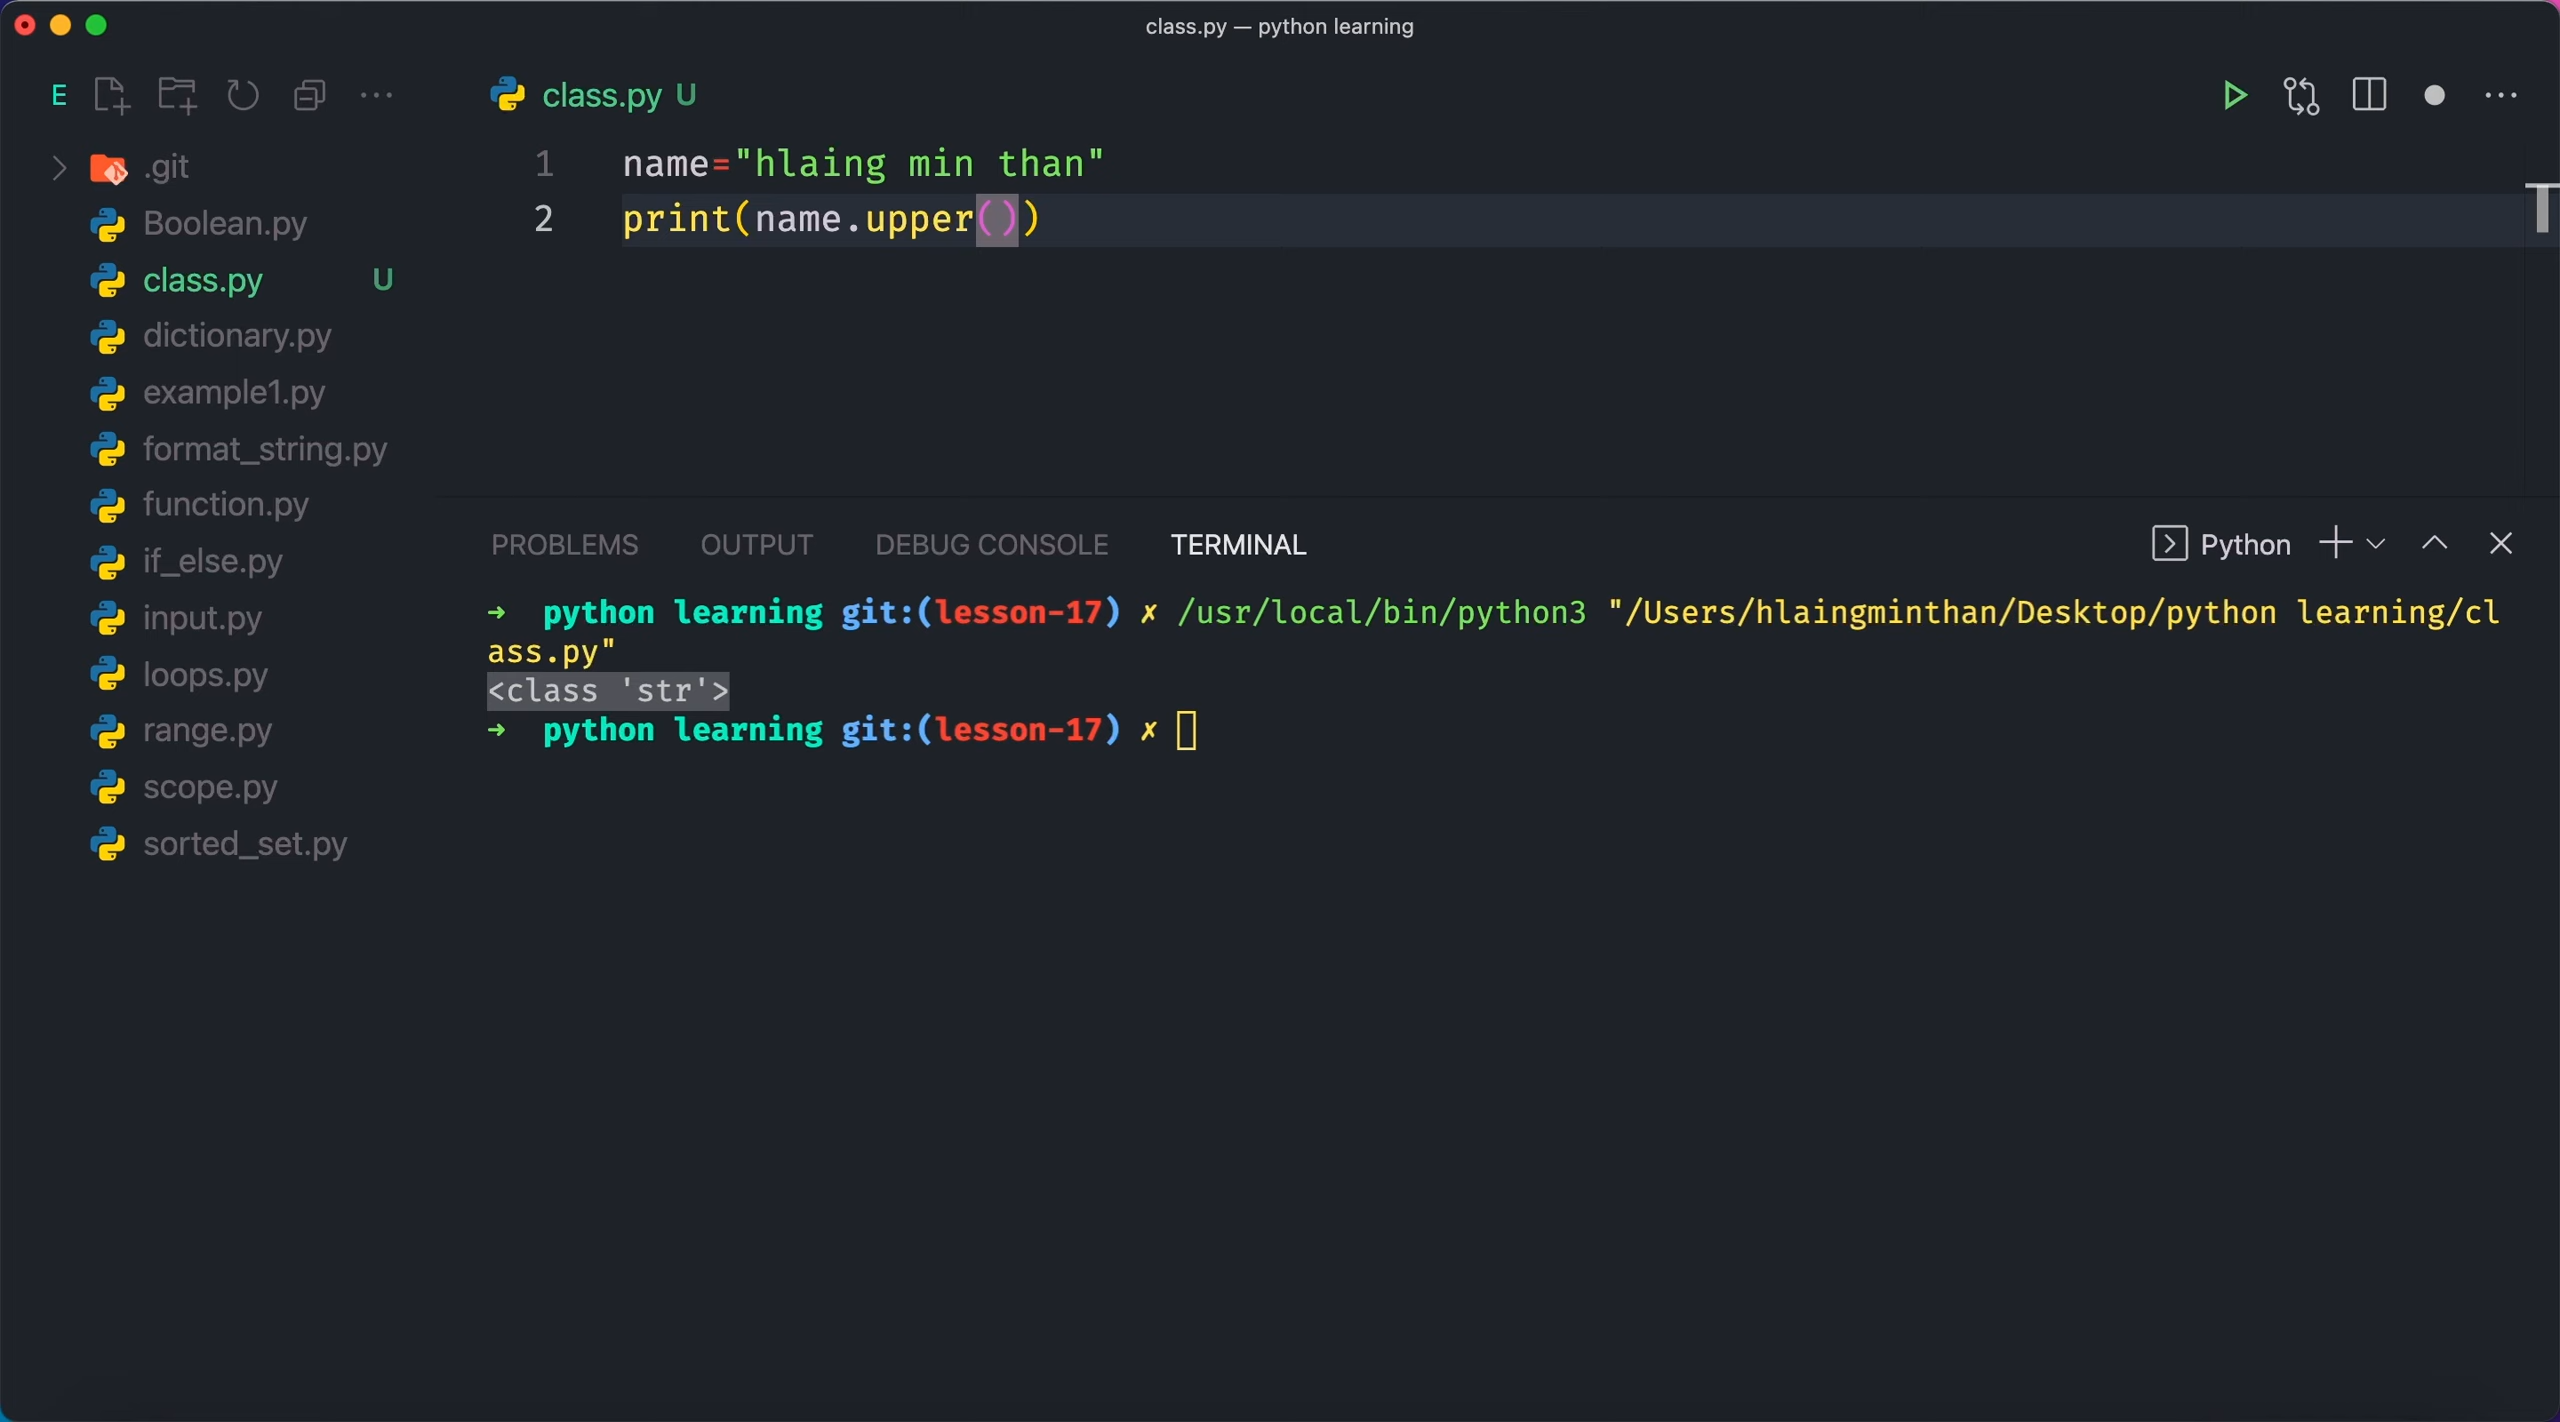 class.py — python learning
E
class.py U
.git
Boolean.py
class.py U
dictionary.py
example1.py
format_string.py
function.py
if_else.py
input.py
loops.py
range.py
scope.py
sorted_set.py
1 name="hlaing min than"
2 print(name.upper())
PROBLEMS OUTPUT DEBUG CONSOLE TERMINAL
Python
➜ python learning git:(lesson-17) ✗ /usr/local/bin/python3 "/Users/hlaingminthan/Desktop/python learning/cl
ass.py"
<class 'str'>
➜ python learning git:(lesson-17) ✗